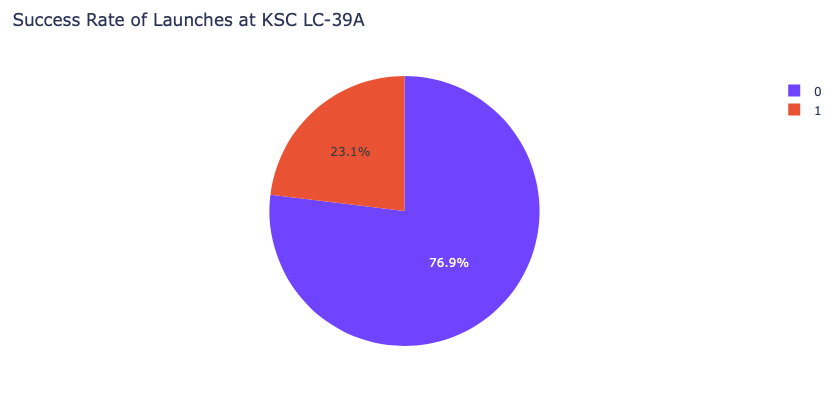 Success Rate of Launches at KSC LC-39A
0
1
23.1%
76.9%